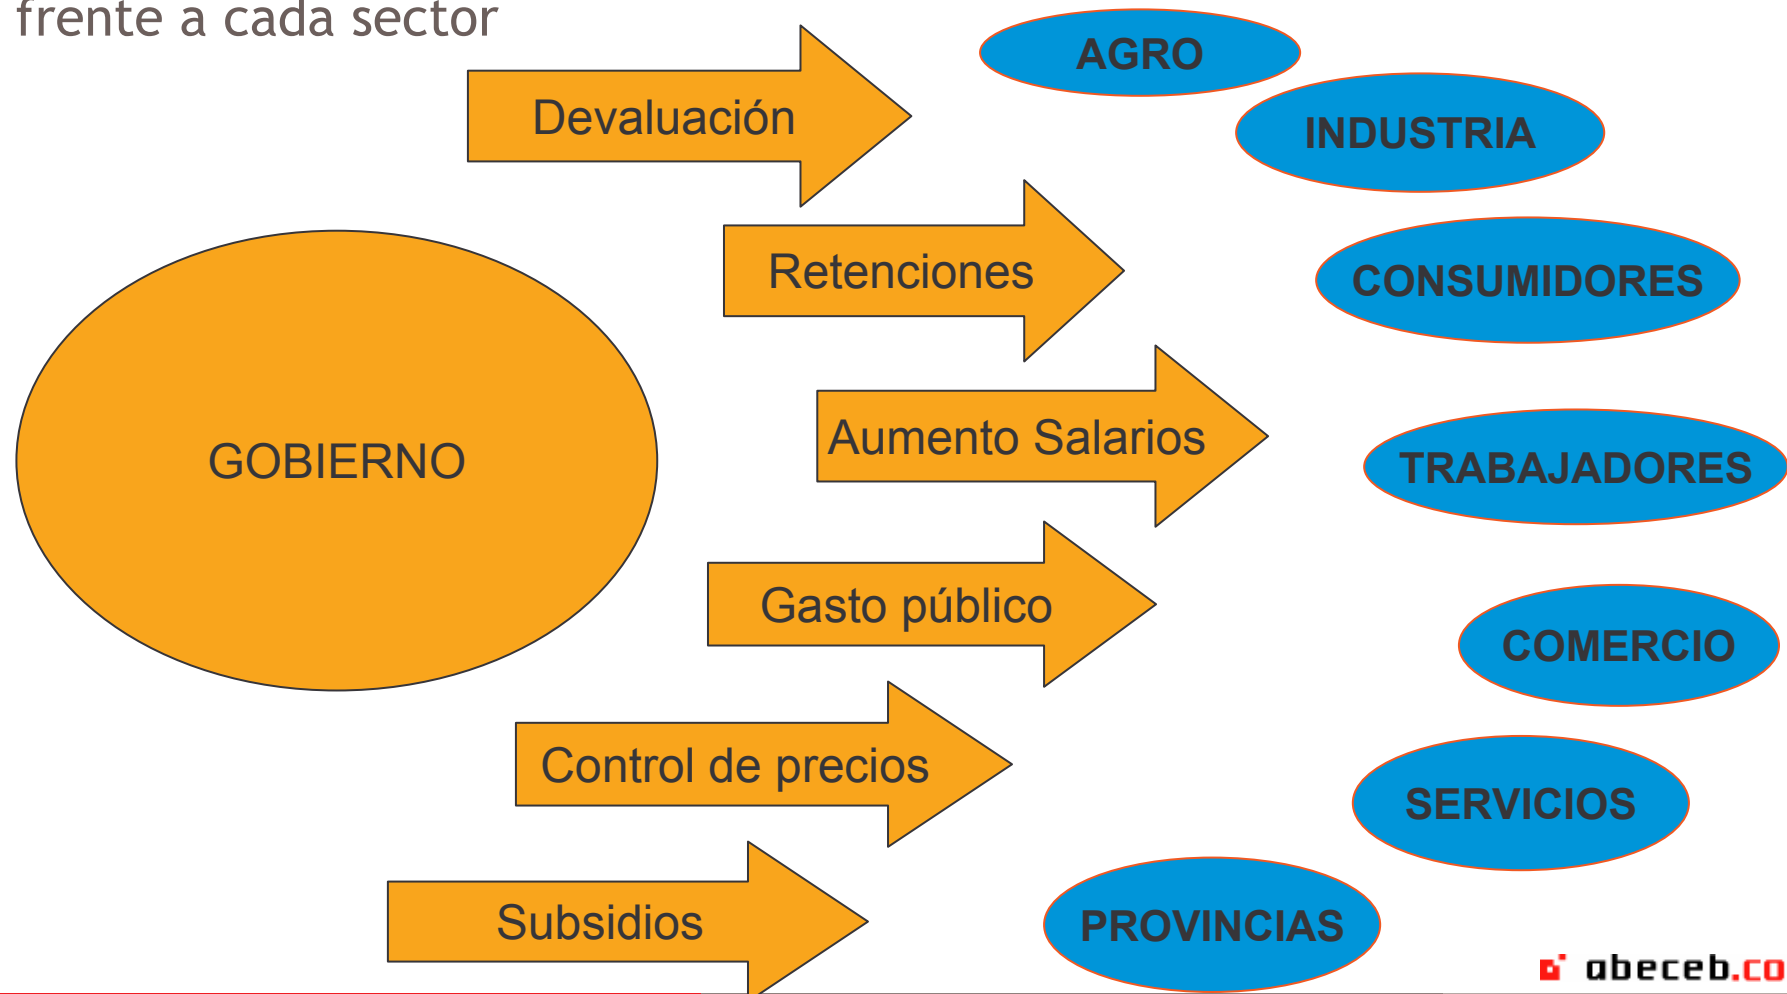 frente a cada sector
AGRO
Devaluación
INDUSTRIA
Retenciones
CONSUMIDORES
Aumento Salarios
GOBIERNO
TRABAJADORES
Gasto público
COMERCIO
Control de precios
SERVICIOS
Subsidios
PROVINCIAS
abeceb.co